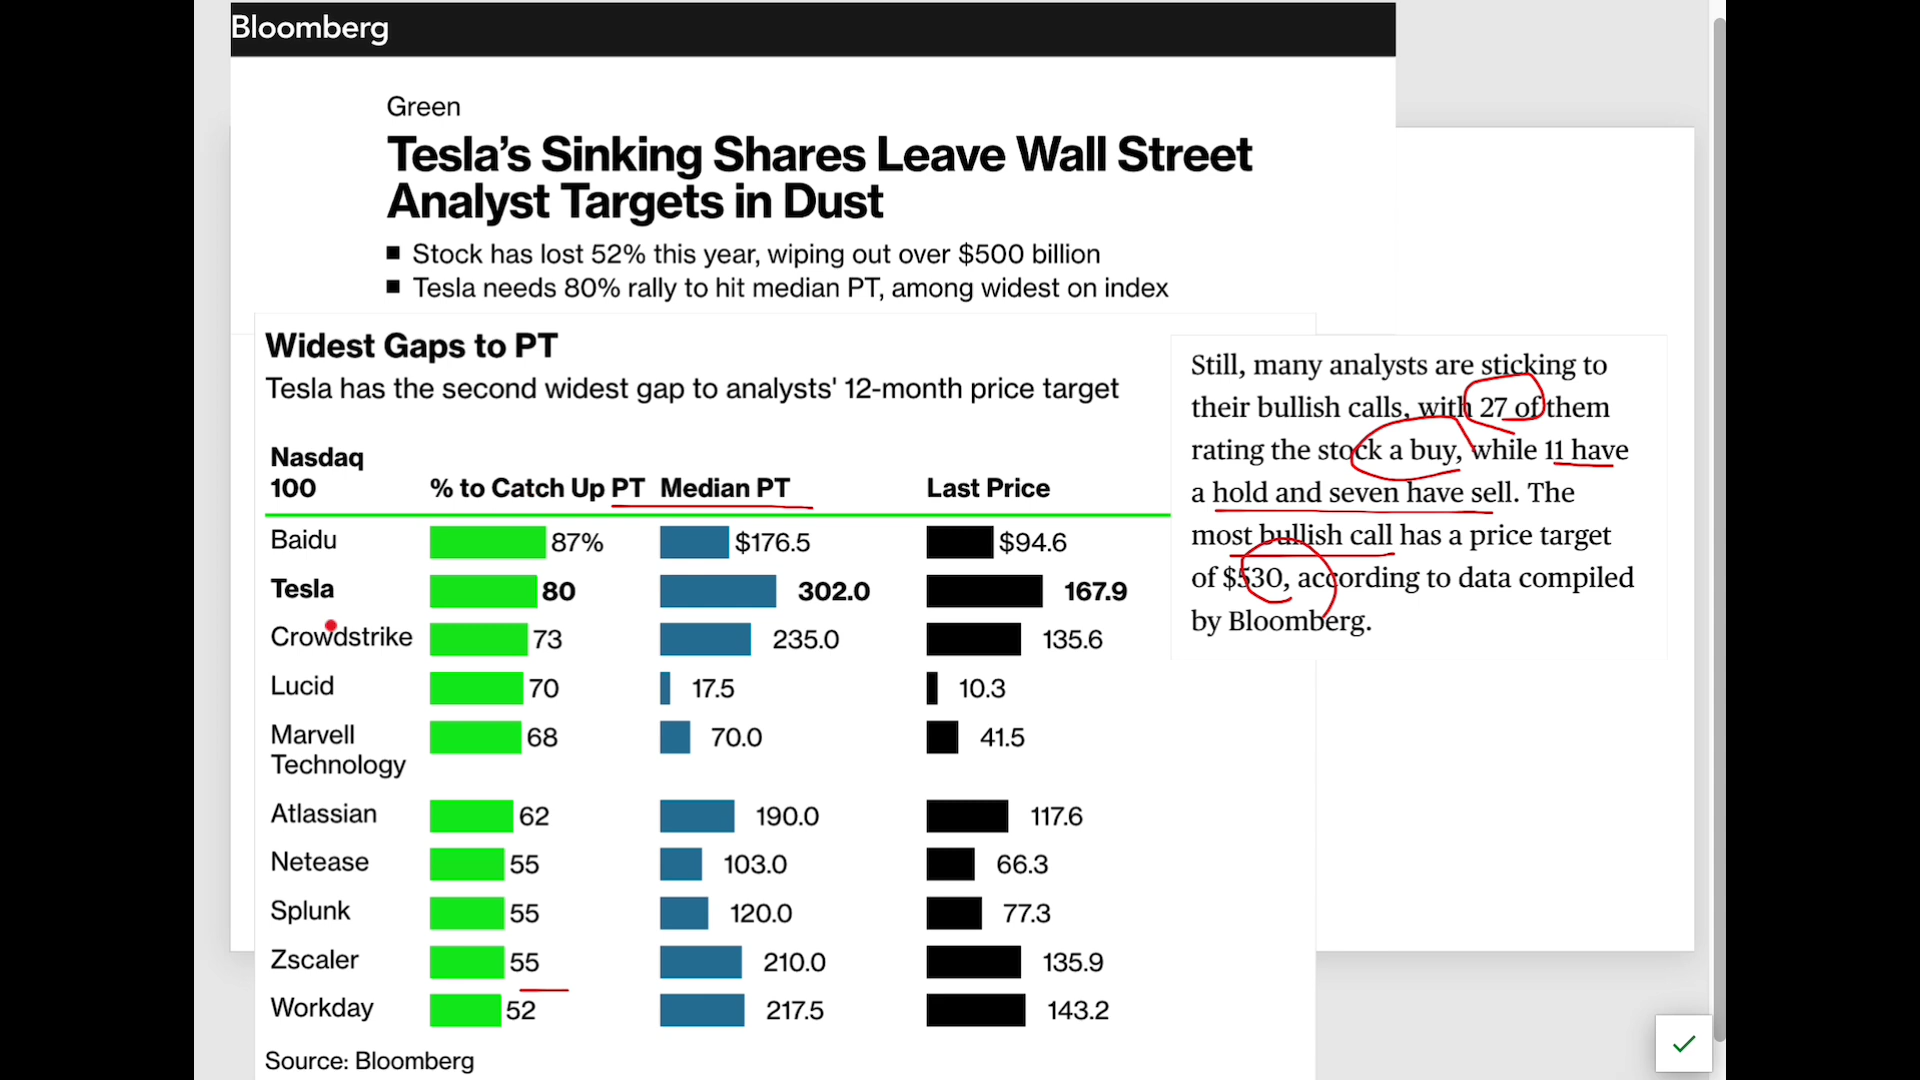 Bloomberg
Green
Tesla's Sinking Shares Leave Wall Street
Analyst Targets in Dust
■ Stock has lost 52% this year, wiping out over $500 billion
■ Tesla needs 80% rally to hit median PT, among widest on index
Widest Gaps to PT
Tesla has the second widest gap to analysts' 12-month price target
Nasdaq
100 % to Catch Up PT Median PT Last Price
Baidu 87% $176.5 $94.6
Tesla 80 302.0 167.9
Crowdstrike 73 235.0 135.6
Lucid 70 17.5 10.3
Marvell
Technology 68 70.0 41.5
Atlassian 62 190.0 117.6
Netease 55 103.0 66.3
Splunk 55 120.0 77.3
Zscaler 55 210.0 135.9
Workday 52 217.5 143.2
Source: Bloomberg
Still, many analysts are sticking to
their bullish calls, with 27 of them
rating the stock a buy, while 11 have
a hold and seven have sell. The
most bullish call has a price target
of $530, according to data compiled
by Bloomberg.